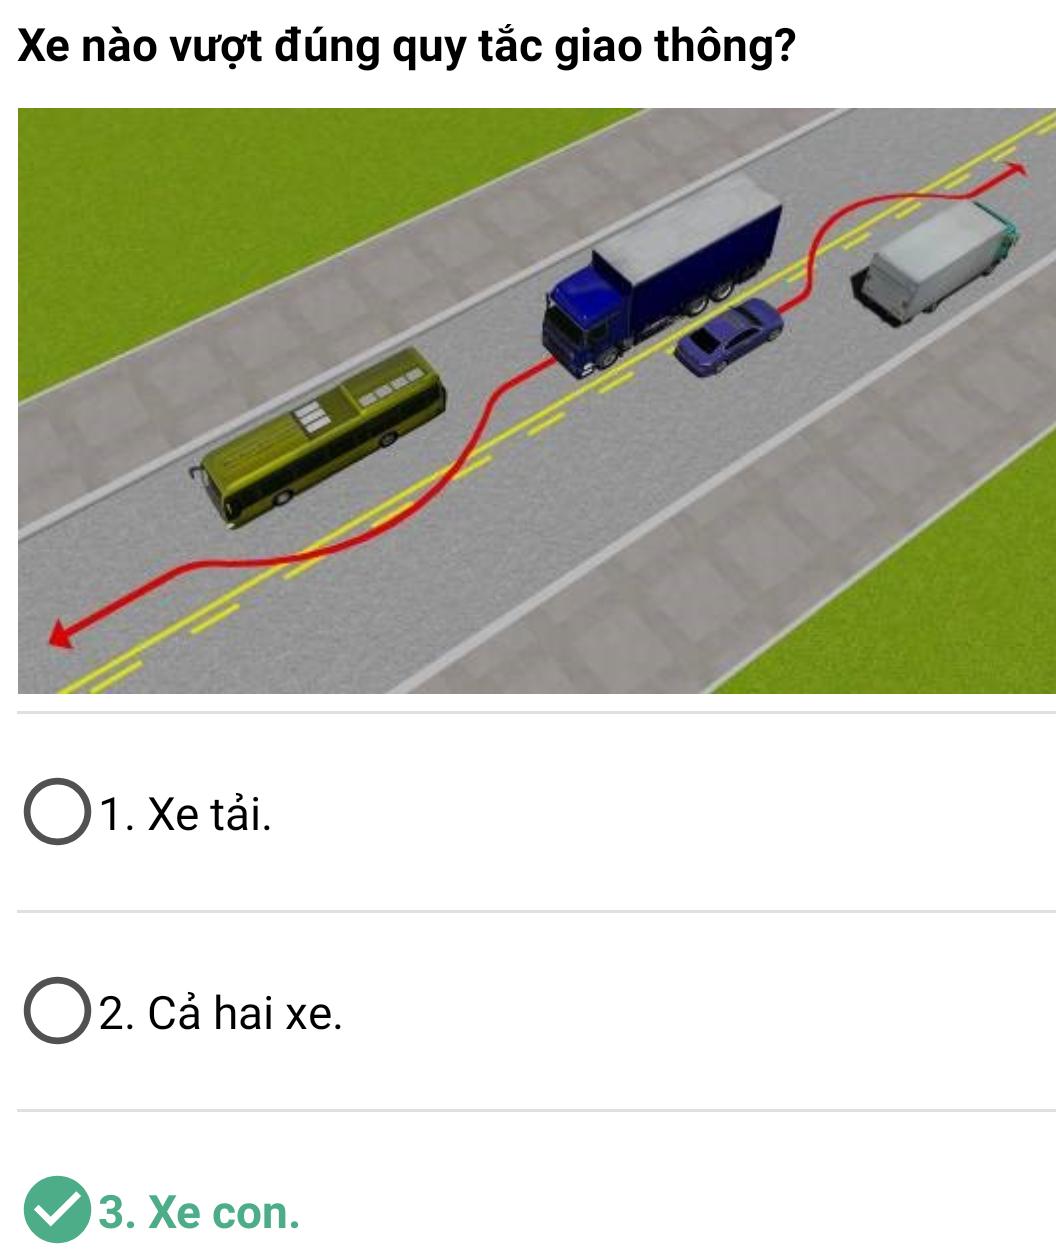 Xe nào vượt đúng quy tắc giao thông?
1. Xe tải.
2. Cả hai xe.
3. Xe con.